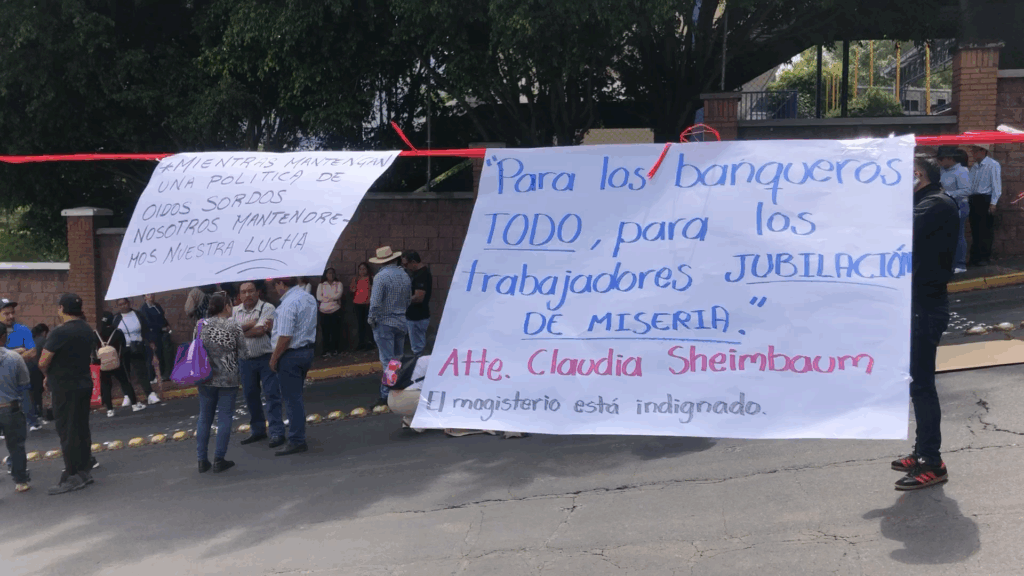 *MIENTRAS MANTENGAN
UNA POLITICA DE
OIDOS SORDOS
NOSOTROS MANTENDRE-
MOS NUESTRA LUCHA
"Para los banqueros
TODO, para los
trabajadores JUBILACIÓN
DE MISERIA."
Atte. Claudia Sheimbaum
El magisterio está indignado.